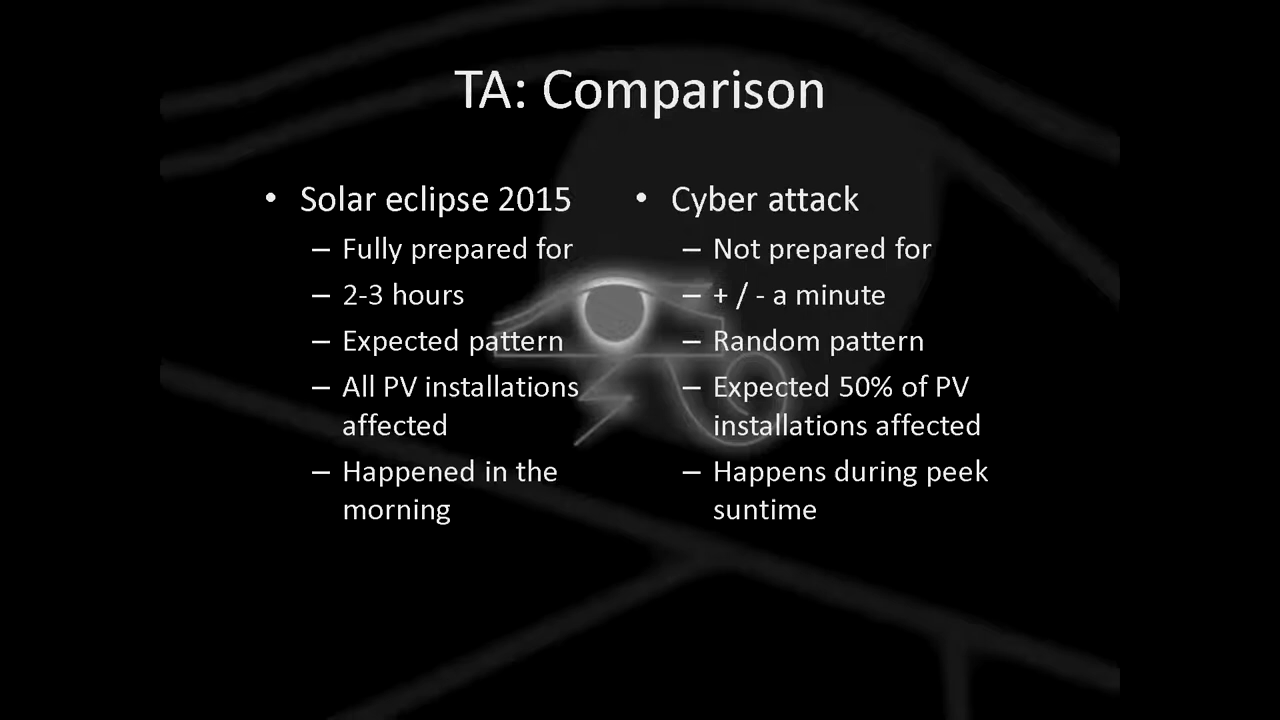 TA: Comparison
• Solar eclipse 2015
– Fully prepared for
– 2-3 hours
– Expected pattern
– All PV installations
affected
– Happened in the
morning
• Cyber attack
– Not prepared for
– + / - a minute
– Random pattern
– Expected 50% of PV
installations affected
– Happens during peek
suntime